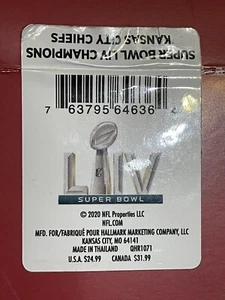 SUPER BOWL LIV CHAMPIONS
KANSAS CITY CHIEFS
7 63795 64636
LIV
SUPER BOWL
© 2020 NFL Properties LLC
NFL.COM
MFD. FOR/FABRIQUÉ POUR HALLMARK MARKETING COMPANY, LLC
KANSAS CITY, MO 64141
MADE IN THAILAND QHR1071
U.S.A. $24.99 CANADA $31.99